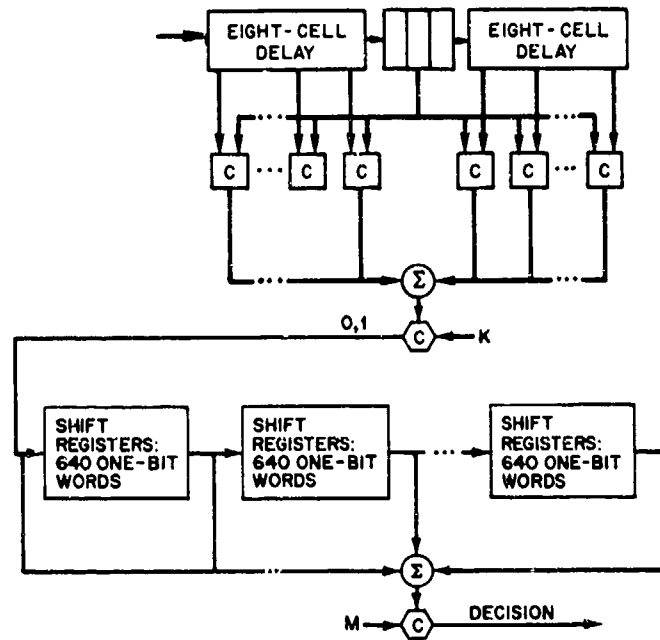 EIGHT-CELL
DELAY
EIGHT-CELL
DELAY
C
C
C
C
C
C
Σ
0,1
C
K
SHIFT
REGISTERS:
640 ONE-BIT
WORDS
SHIFT
REGISTERS:
640 ONE-BIT
WORDS
SHIFT
REGISTERS:
640 ONE-BIT
WORDS
Σ
M
C
DECISION